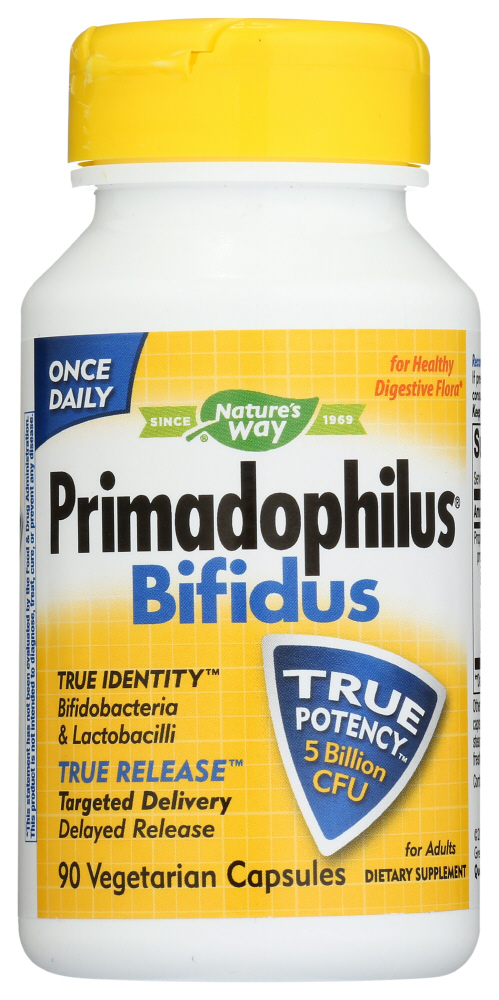 ONCE
DAILY
for Healthy
Digestive Flora*
SINCE
Nature's
Way®
1969
Primadophilus®
Bifidus
TRUE IDENTITY™
Bifidobacteria
& Lactobacilli
TRUE RELEASE™
Targeted Delivery
Delayed Release
TRUE
POTENCY™
5 Billion
CFU
90 Vegetarian Capsules
for Adults
DIETARY SUPPLEMENT
*This statement has not been evaluated by the Food & Drug Administration.
This product is not intended to diagnose, treat, cure, or prevent any disease.